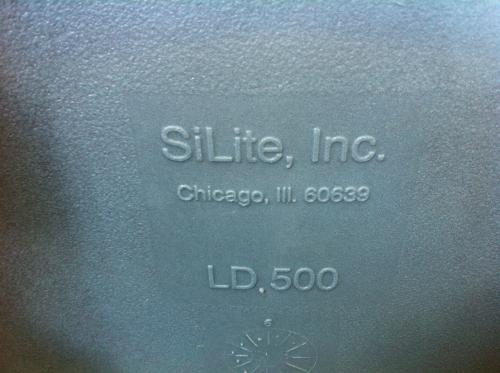 SiLite, Inc.
Chicago, Ill. 60639
LD.500